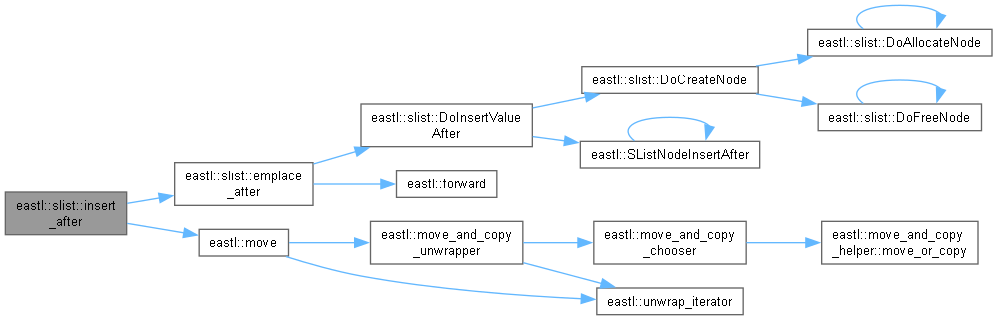 eastl::slist::insert
_after
eastl::slist::emplace
_after
eastl::move
eastl::slist::DoInsertValue
After
eastl::forward
eastl::move_and_copy
_unwrapper
eastl::slist::DoCreateNode
eastl::SListNodeInsertAfter
eastl::move_and_copy
_chooser
eastl::unwrap_iterator
eastl::slist::DoAllocateNode
eastl::slist::DoFreeNode
eastl::move_and_copy
_helper::move_or_copy